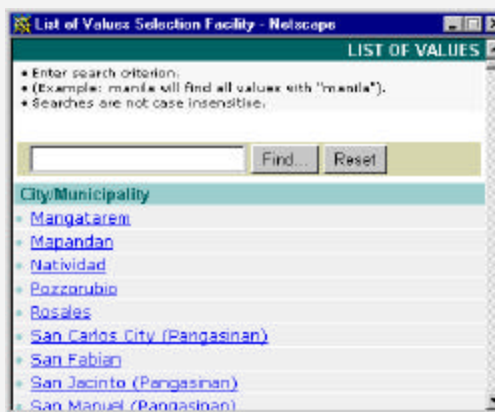 List of Values Selection Facility - Netscape
LIST OF VALUES
• Enter search criterion.
• (Example: manila will find all values with "manila").
• Searches are not case insensitive.
Find...
Reset
City/Municipality
Mangatarem
Mapandan
Natividad
Pozzorubio
Rosales
San Carlos City (Pangasinan)
San Fabian
San Jacinto (Pangasinan)
San Manuel (Pangasinan)